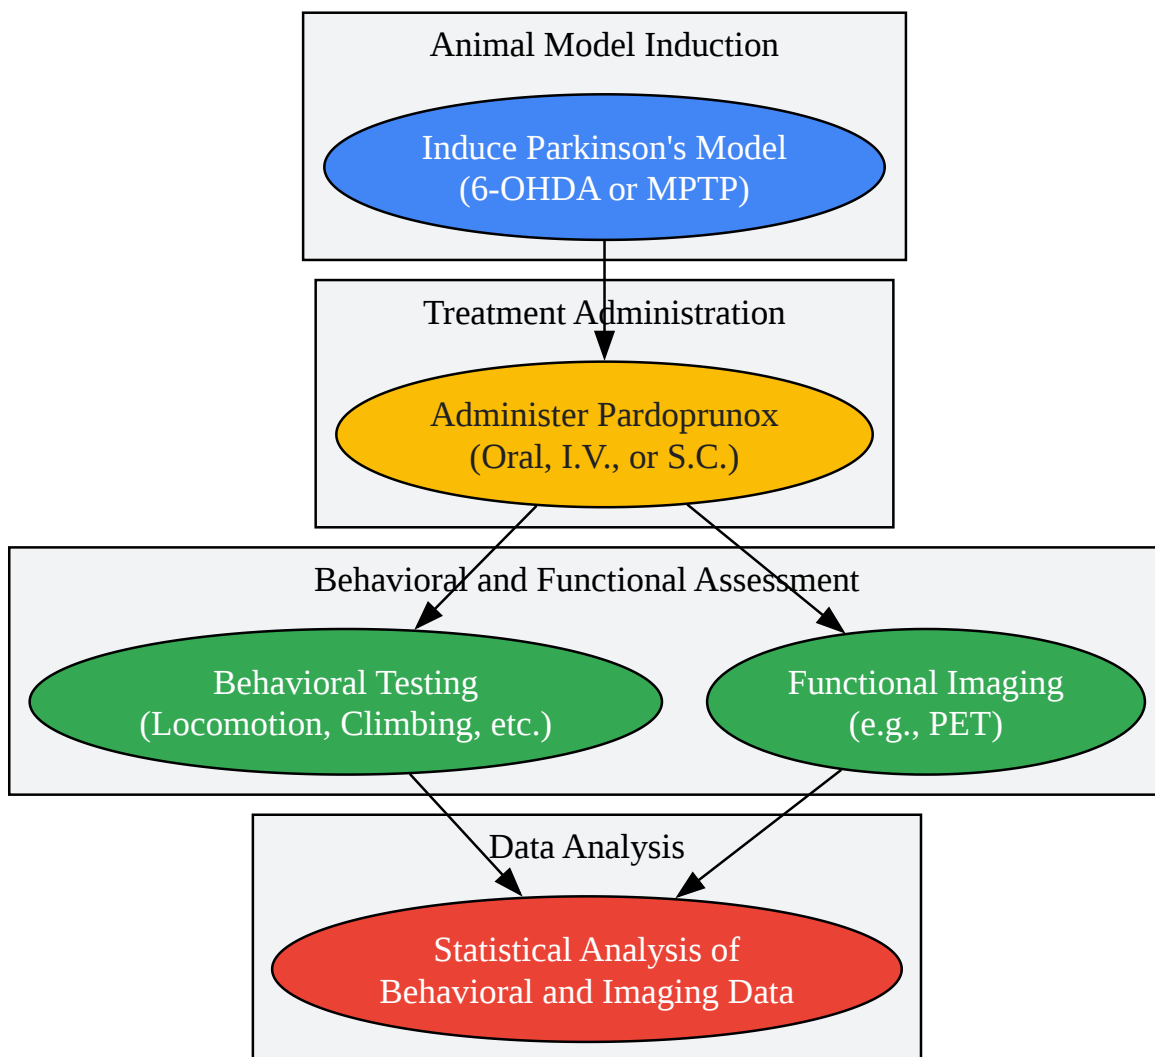 Animal Model Induction
Induce Parkinson's Model
(6-OHDA or MPTP)
Treatment Administration
Administer Pardoprunox
(Oral, I.V., or S.C.)
Behavioral and Functional Assessment
Behavioral Testing
(Locomotion, Climbing, etc.)
Functional Imaging
(e.g., PET)
Data Analysis
Statistical Analysis of
Behavioral and Imaging Data